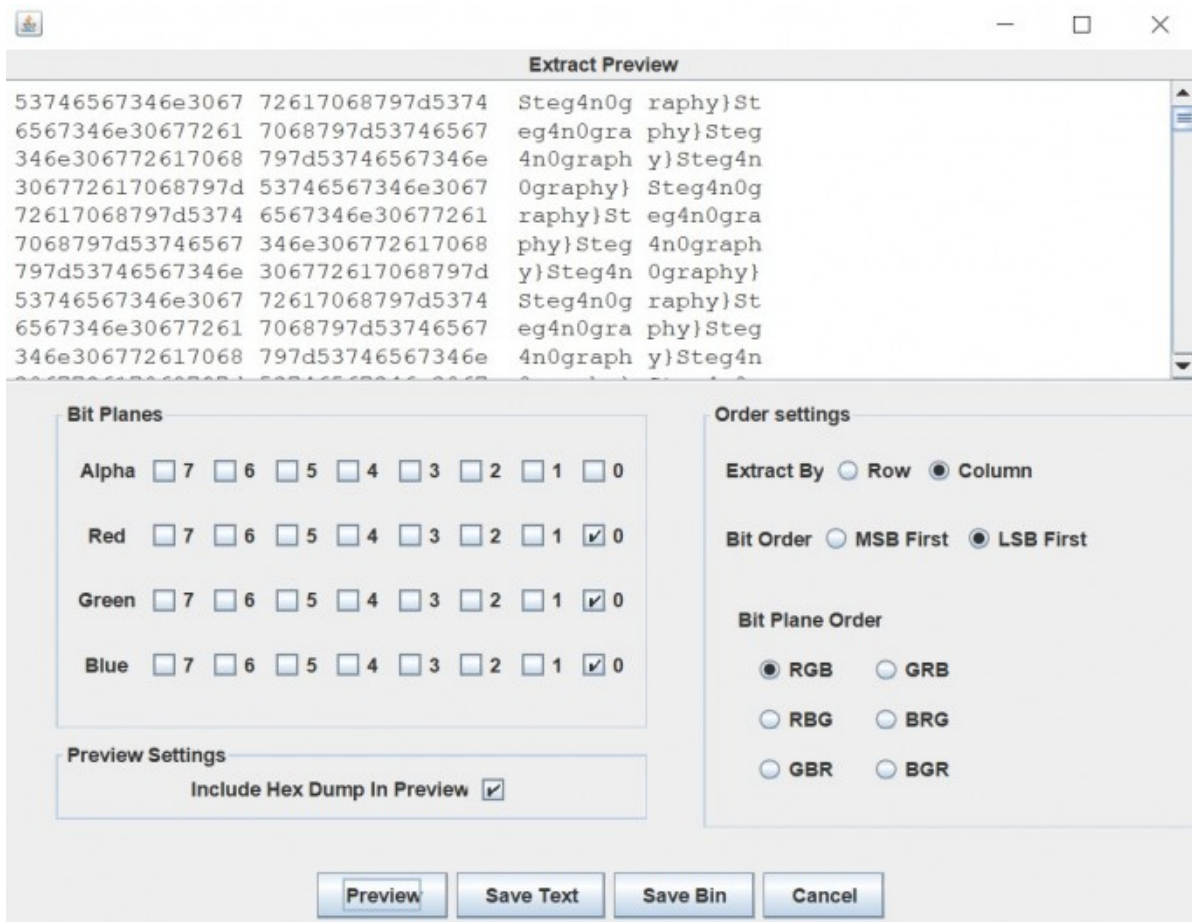 Extract Preview
53746567346e3067 72617068797d5374 Steg4n0g raphy}St
6567346e30677261 7068797d53746567 eg4n0gra phy}Steg
346e306772617068 797d53746567346e 4n0graph y}Steg4n
306772617068797d 53746567346e3067 0graphy} Steg4n0g
72617068797d5374 6567346e30677261 raphy}St eg4n0gra
7068797d53746567 346e306772617068 phy}Steg 4n0graph
797d53746567346e 306772617068797d y}Steg4n 0graphy}
53746567346e3067 72617068797d5374 Steg4n0g raphy}St
6567346e30677261 7068797d53746567 eg4n0gra phy}Steg
346e306772617068 797d53746567346e 4n0graph y}Steg4n
Bit Planes
Alpha 7 6 5 4 3 2 1 0
Red 7 6 5 4 3 2 1 0
Green 7 6 5 4 3 2 1 0
Blue 7 6 5 4 3 2 1 0
Preview Settings
Include Hex Dump In Preview
Order settings
Extract By Row Column
Bit Order MSB First LSB First
Bit Plane Order
RGB GRB
RBG BRG
GBR BGR
Preview Save Text Save Bin Cancel